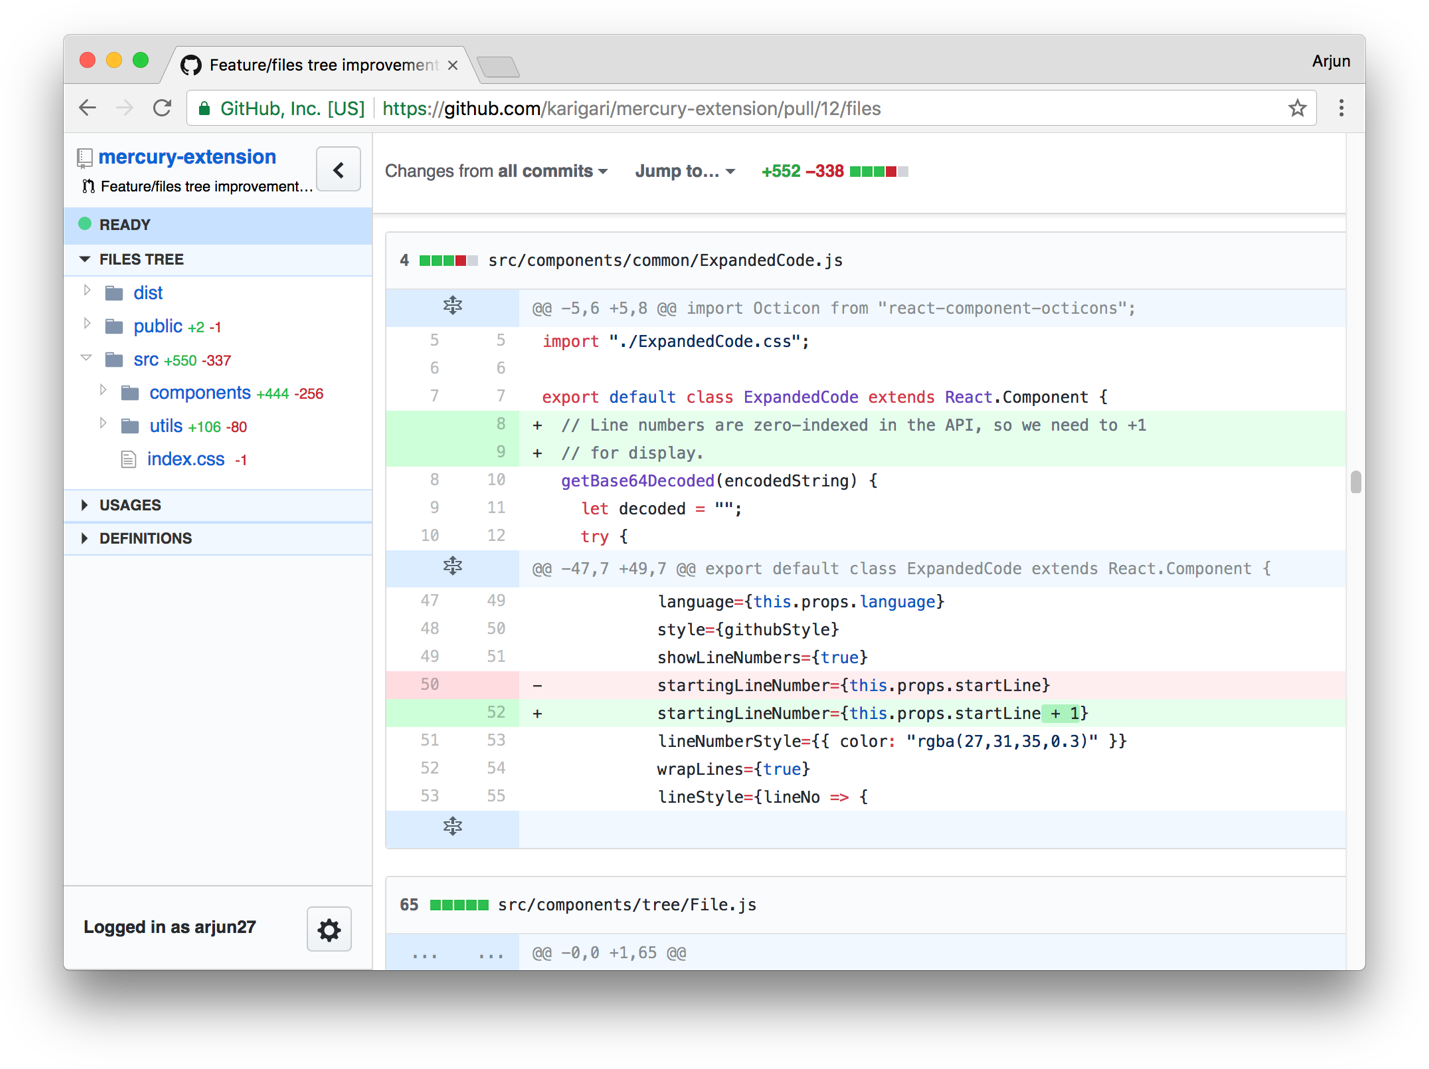 Feature/files tree improvement
Arjun
GitHub, Inc. [US]
https://github.com/karigari/mercury-extension/pull/12/files
mercury-extension
Feature/files tree improvement...
READY
FILES TREE
dist
public +2 -1
src +550 -337
components +444 -256
utils +106 -80
index.css -1
USAGES
DEFINITIONS
Logged in as arjun27
Changes from all commits Jump to... +552 −338
4 src/components/common/ExpandedCode.js
@@ -5,6 +5,8 @@ import Octicon from "react-component-octicons";
5 5 import "./ExpandedCode.css";
6 6
7 7 export default class ExpandedCode extends React.Component {
8 + // Line numbers are zero-indexed in the API, so we need to +1
9 + // for display.
8 10 getBase64Decoded(encodedString) {
9 11 let decoded = "";
10 12 try {
@@ -47,7 +49,7 @@ export default class ExpandedCode extends React.Component {
47 49 language={this.props.language}
48 50 style={githubStyle}
49 51 showLineNumbers={true}
50 - startingLineNumber={this.props.startLine}
52 + startingLineNumber={this.props.startLine + 1}
51 53 lineNumberStyle={{ color: "rgba(27,31,35,0.3)" }}
52 54 wrapLines={true}
53 55 lineStyle={lineNo => {
65 src/components/tree/File.js
... ... @@ -0,0 +1,65 @@